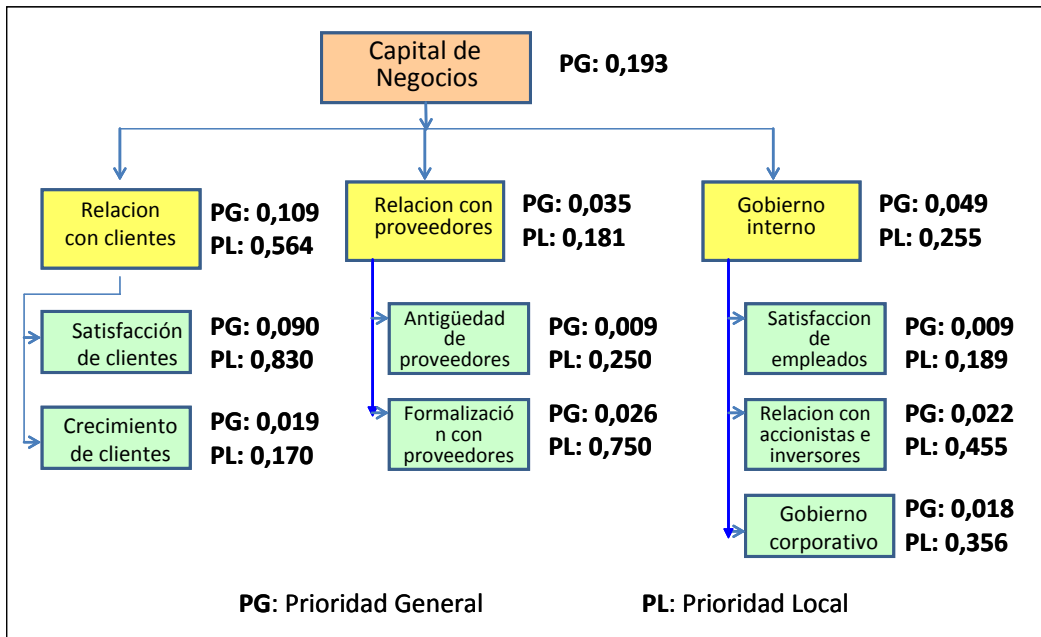 Capital de
Negocios
PG: 0,193
Relacion
con clientes
PG: 0,109
PL: 0,564
Relacion con
proveedores
PG: 0,035
PL: 0,181
Gobierno
interno
PG: 0,049
PL: 0,255
Satisfacción
de clientes
PG: 0,090
PL: 0,830
Antigüedad
de
proveedores
PG: 0,009
PL: 0,250
Satisfaccion
de
empleados
PG: 0,009
PL: 0,189
Crecimiento
de clientes
PG: 0,019
PL: 0,170
Formalizació
n con
proveedores
PG: 0,026
PL: 0,750
Relacion con
accionistas e
inversores
PG: 0,022
PL: 0,455
Gobierno
corporativo
PG: 0,018
PL: 0,356
PG: Prioridad General
PL: Prioridad Local